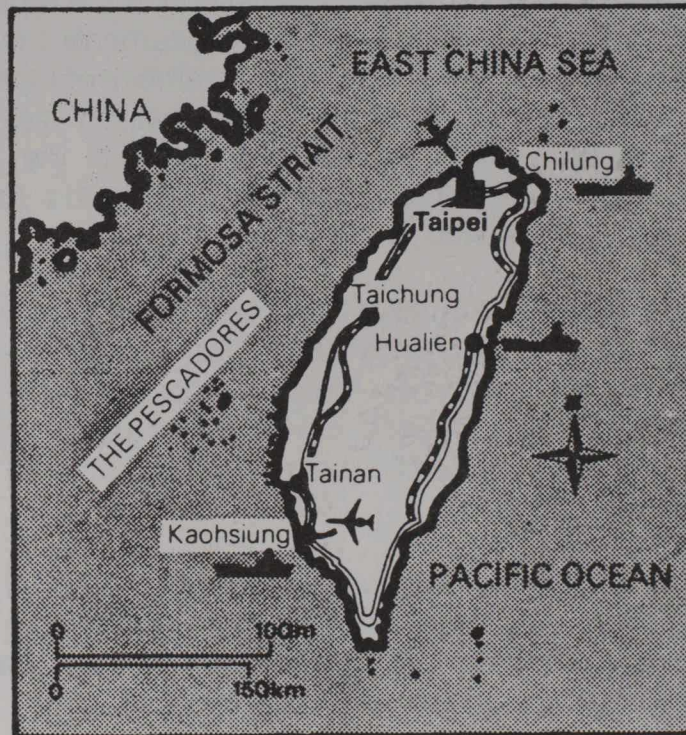 EAST CHINA SEA
CHINA
FORMOSA STRAIT
Chilung
Taipei
Taichung
Hualien
THE PESCADORES
Tainan
Kaohsiung
PACIFIC OCEAN
0
0
150km